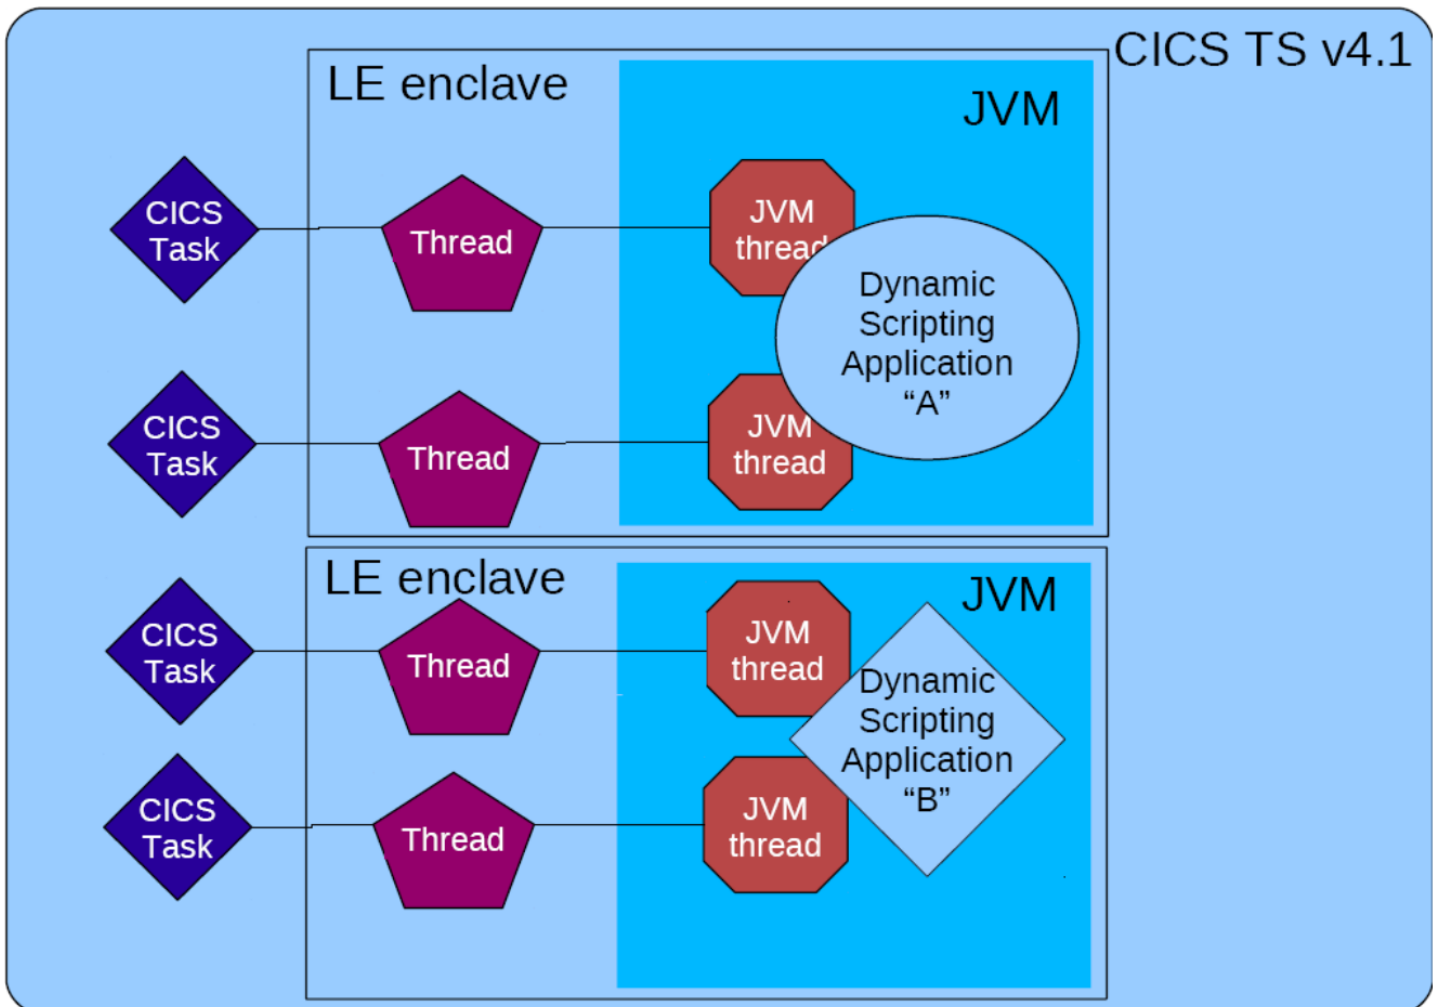 CICS TS v4.1
LE enclave
JVM
CICS
Task
Thread
JVM
thread
Dynamic
Scripting
Application
“A”
CICS
Task
Thread
JVM
thread
LE enclave
JVM
CICS
Task
Thread
JVM
thread
Dynamic
Scripting
Application
“B”
CICS
Task
Thread
JVM
thread